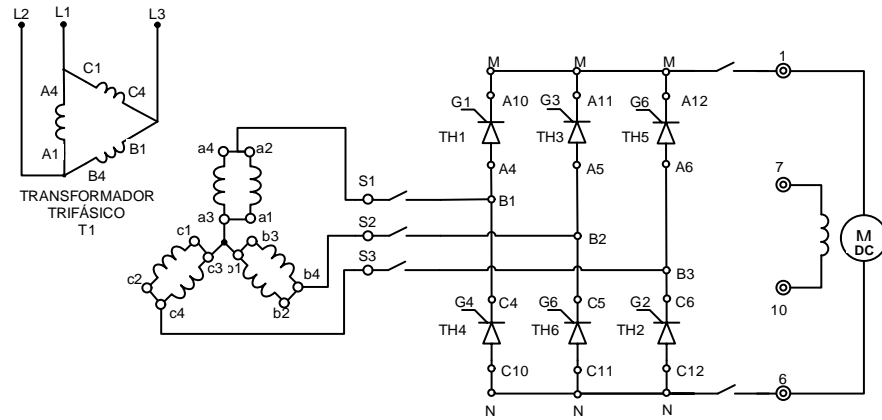 L2 L1 L3
C1
A4 C4
A1 B1
B4
TRANSFORMADOR
TRIFÁSICO
T1
a4 a2
a3 a1
c1 b3
c3 b1 b4
c2
c4 b2
S1
S2
S3
M M M
G1 A10 G3 A11 G6 A12
TH1 TH3 TH5
A4 A5 A6
B1
B2
B3
C4 C5 C6
G4 G6 G2
TH4 TH6 TH2
C10 C11 C12
N N N
1
7
M
DC
10
6